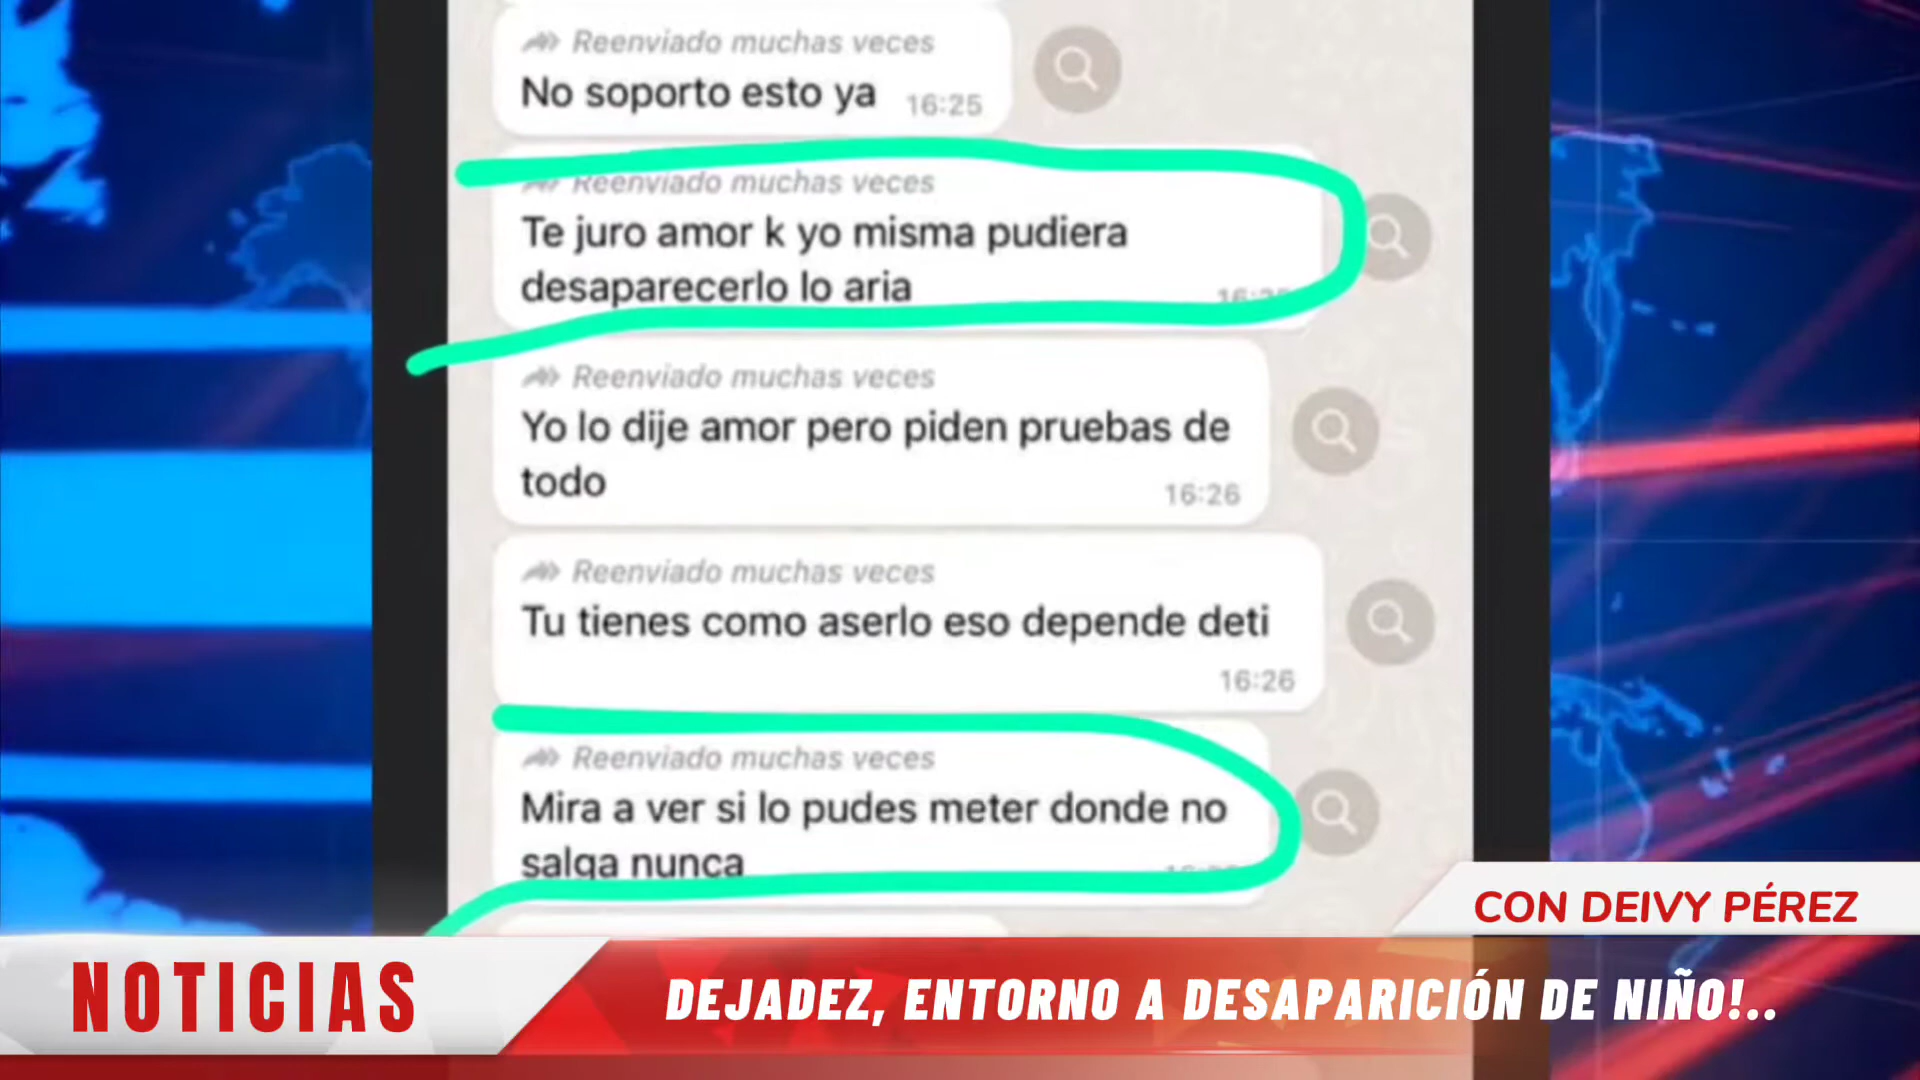 Reenviado muchas veces
No soporto esto ya 16:25
Reenviado muchas veces
Te juro amor k yo misma pudiera
desaparecerlo lo aria
Reenviado muchas veces
Yo lo dije amor pero piden pruebas de
todo 16:26
Reenviado muchas veces
Tu tienes como aserlo eso depende deti
16:26
Reenviado muchas veces
Mira a ver si lo pudes meter donde no
salga nunca
CON DEIVY PÉREZ
NOTICIAS
DEJADEZ, ENTORNO A DESAPARICIÓN DE NIÑO!..